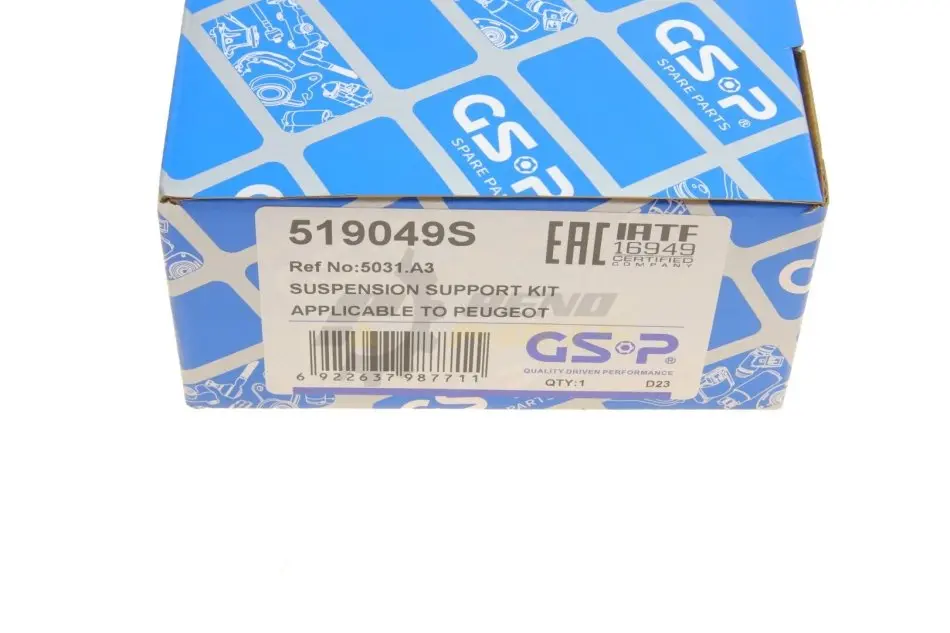 GSP
SPARE PARTS
®
GSP
SPARE PA
519049S
EAC
IATF
16949
CERTIFIED
COMPANY
Ref No:5031.A3
SUSPENSION SUPPORT KIT
APPLICABLE TO PEUGEOT
6 922637 987711
GSP®
QUALITY DRIVEN PERFORMANCE
QTY:1
D23